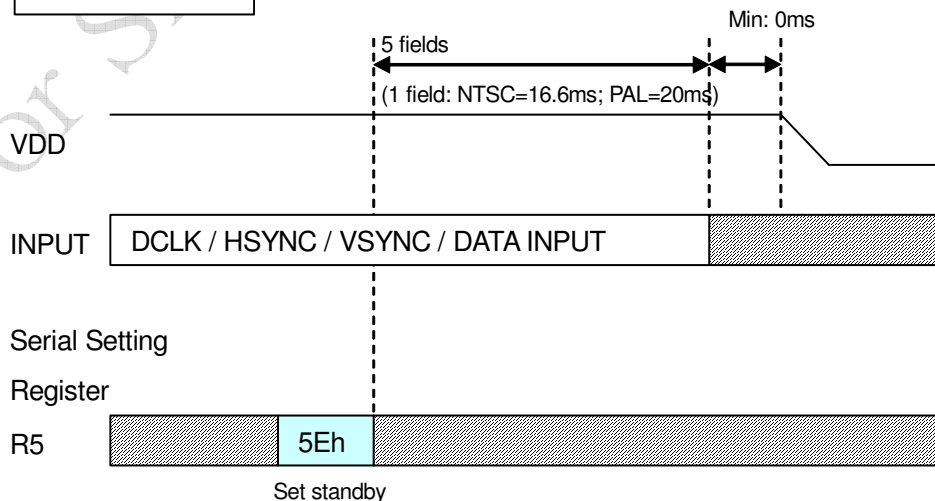 Min: 0ms
5 fields
(1 field: NTSC=16.6ms; PAL=20ms)
VDD
INPUT DCLK / HSYNC / VSYNC / DATA INPUT
Serial Setting
Register
R5 5Eh
Set standby